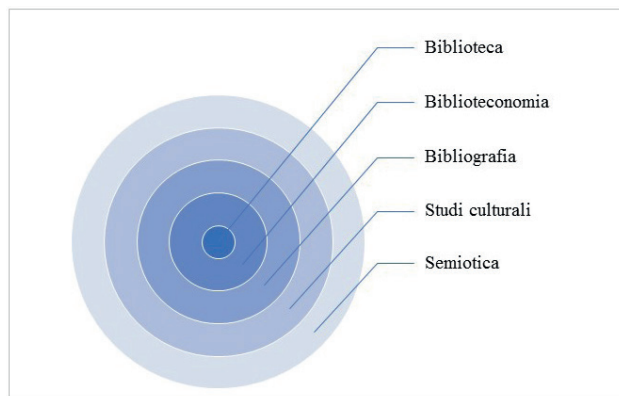 Biblioteca
Biblioteconomia
Bibliografia
Studi culturali
Semiotica